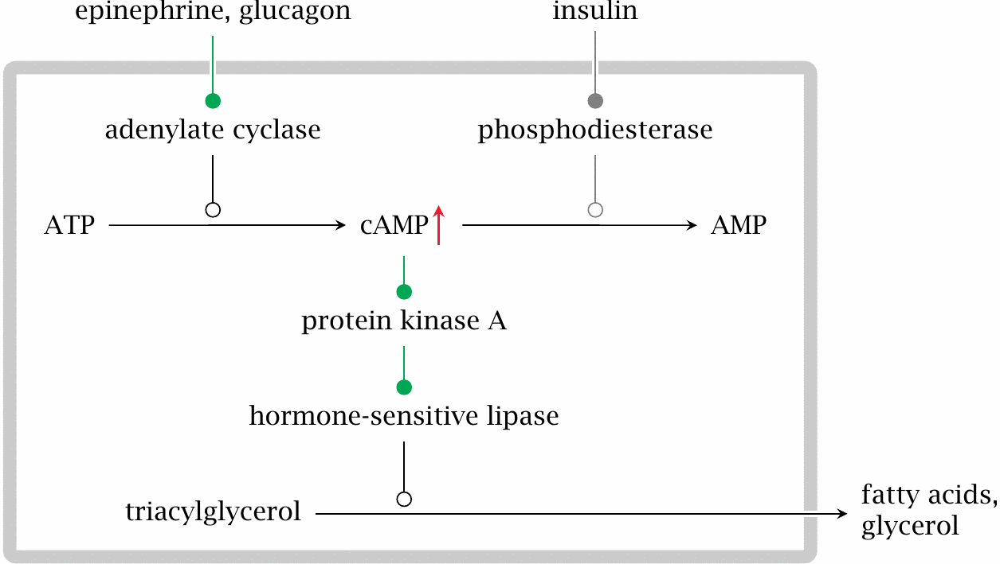 epinephrine, glucagon
insulin
adenylate cyclase
phosphodiesterase
ATP
cAMP
AMP
protein kinase A
hormone-sensitive lipase
triacylglycerol
fatty acids,
glycerol